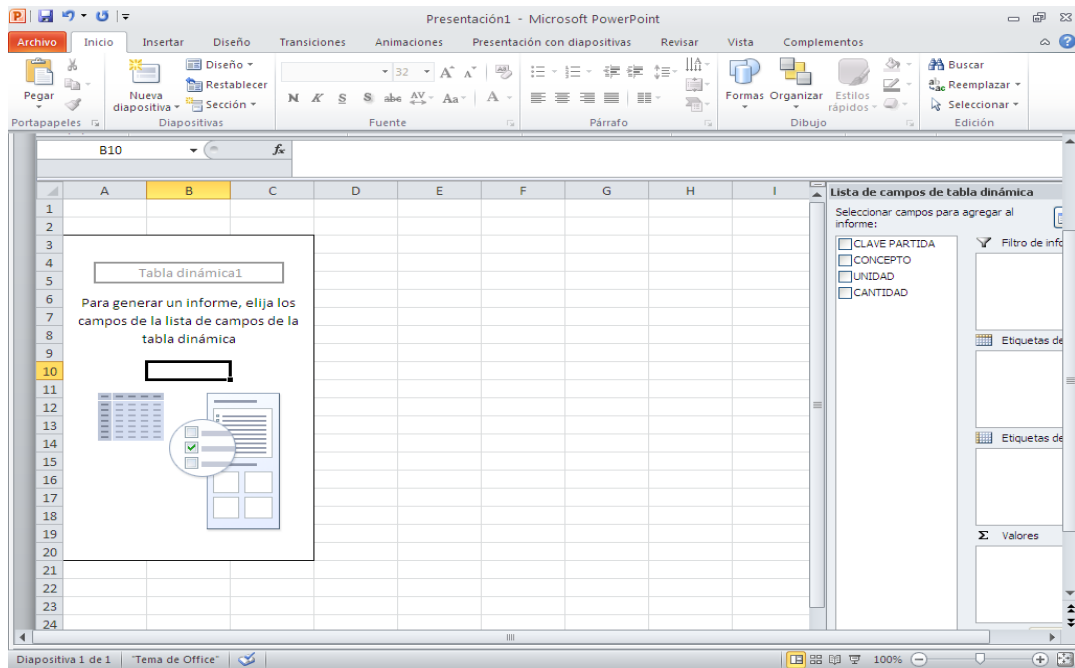 Presentación1 - Microsoft PowerPoint
Archivo Inicio Insertar Diseño Transiciones Animaciones Presentación con diapositivas Revisar Vista Complementos
Pegar
Portapapeles
Nueva diapositiva
Diseño
Restablecer
Sección
Diapositivas
32
N K S S abc AV Aa A
Fuente
Párrafo
Formas Organizar Estilos rápidos
Dibujo
Buscar
Reemplazar
Seleccionar
Edición
B10 fx
A B C D E F G H I
1
2
3
4
5
6
7
8
9
10
11
12
13
14
15
16
17
18
19
20
21
22
23
24
Tabla dinámica1
Para generar un informe, elija los
campos de la lista de campos de la
tabla dinámica
Lista de campos de tabla dinámica
Seleccionar campos para agregar al
informe:
CLAVE PARTIDA
CONCEPTO
UNIDAD
CANTIDAD
Filtro de info
Etiquetas de
Etiquetas de
Σ Valores
Diapositiva 1 de 1 "Tema de Office" 100%